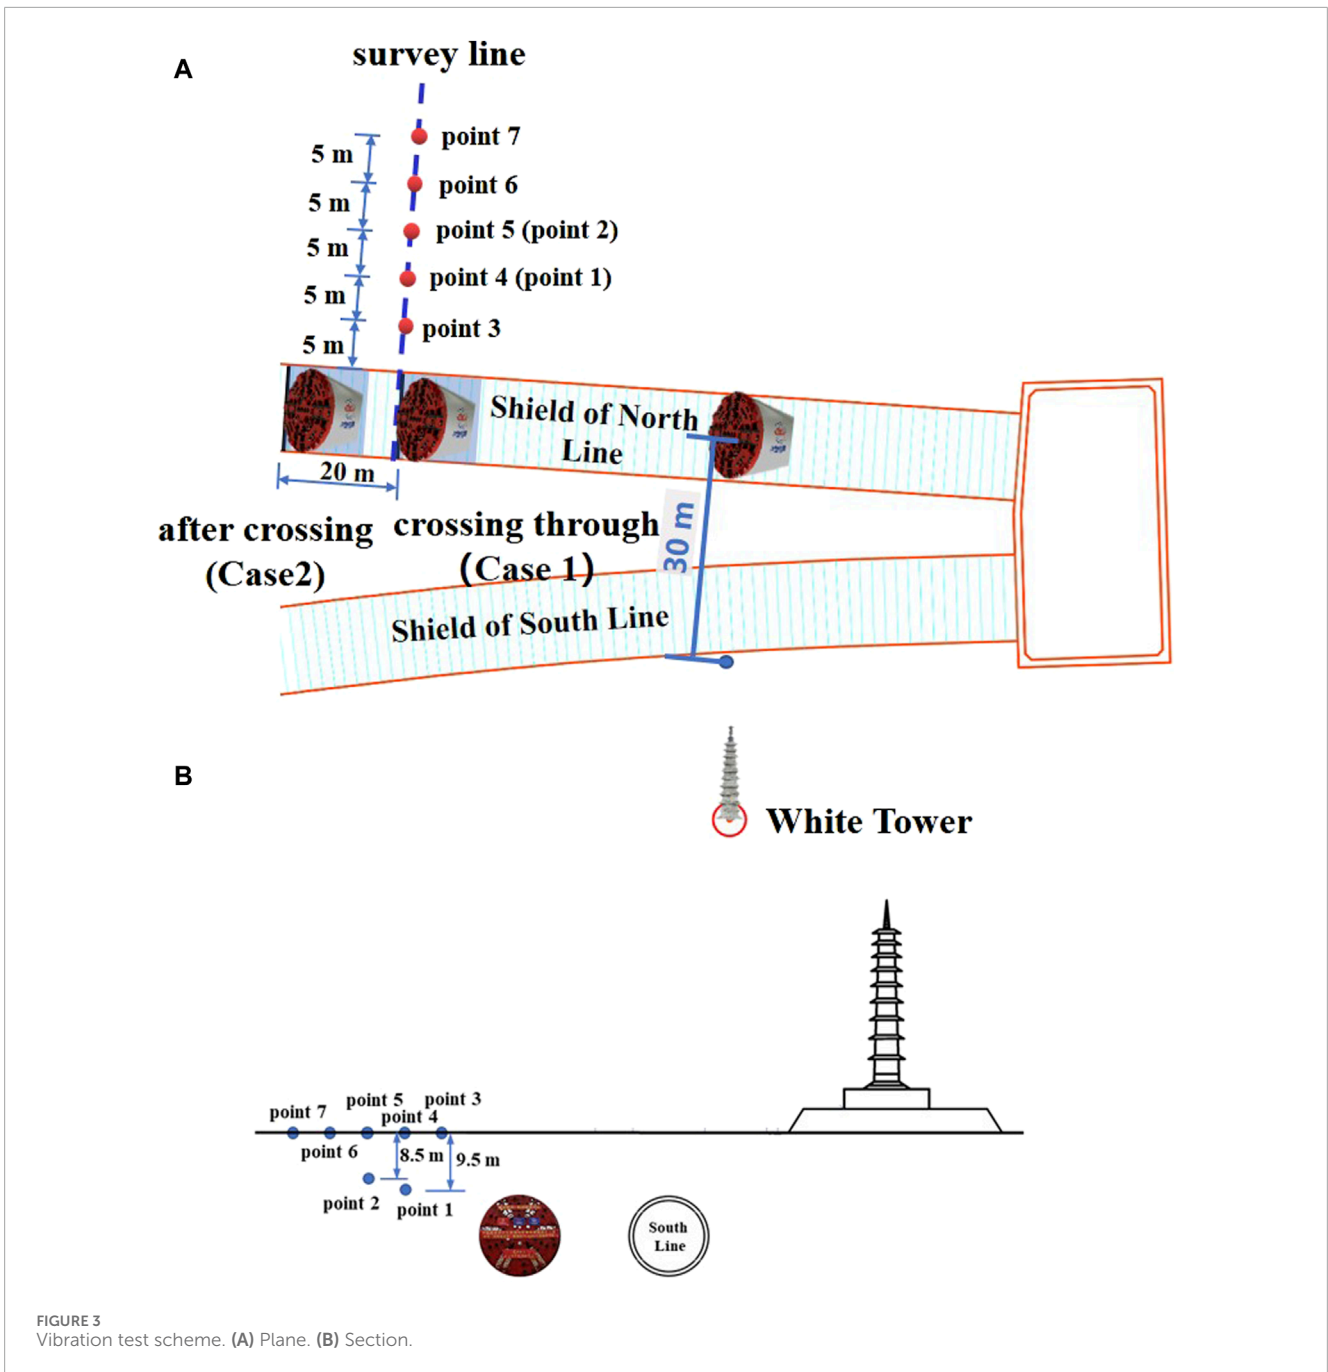 survey line
A
point 7
5 m
point 6
5 m
point 5 (point 2)
5 m
point 4 (point 1)
5 m
point 3
5 m
Shield of North
Line
20 m
30 m
after crossing
(Case2)
crossing through
(Case 1)
Shield of South Line
B
White Tower
point 7
point 5
point 3
point 4
point 6
8.5 m
9.5 m
point 2
point 1
South
Line
FIGURE 3
Vibration test scheme. (A) Plane. (B) Section.